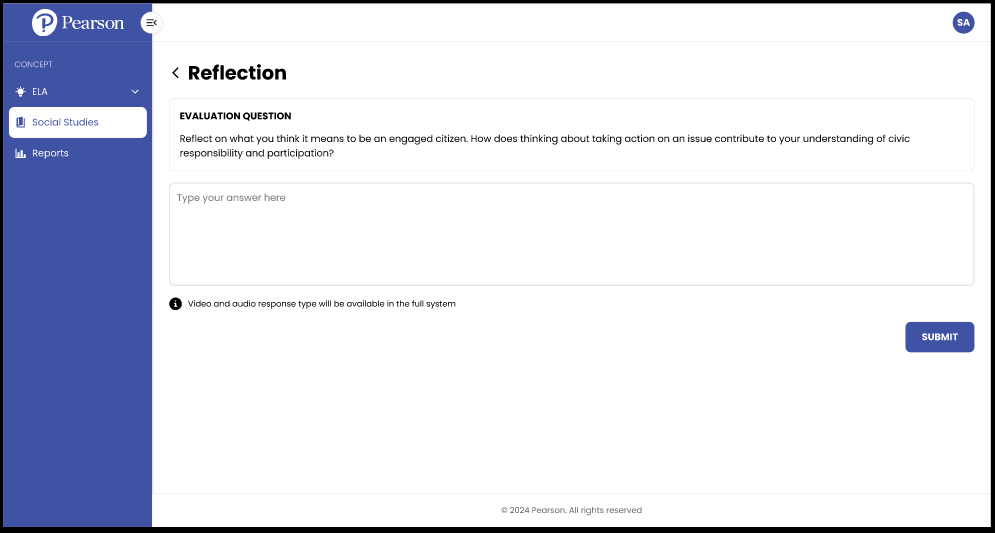 Pearson
SA
CONCEPT
ELA
Social Studies
Reports
Reflection
EVALUATION QUESTION
Reflect on what you think it means to be an engaged citizen. How does thinking about taking action on an issue contribute to your understanding of civic
responsibility and participation?
Type your answer here
Video and audio response type will be available in the full system
SUBMIT
© 2024 Pearson. All rights reserved